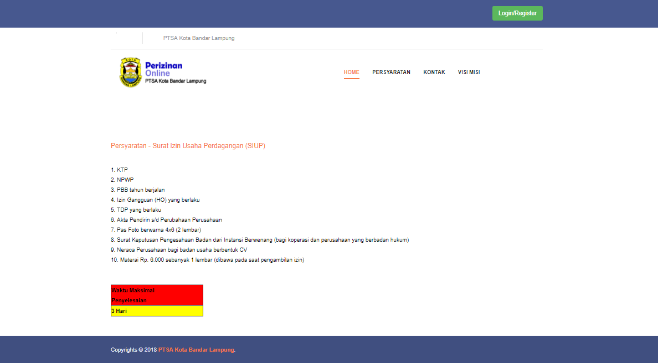 Login/Register
PTSA Kota Bandar Lampung
Perizinan
Online
PTSA Kota Bandar Lampung
HOME PERSYARATAN KONTAK VISI MISI
Persyaratan - Surat Izin Usaha Perdagangan (SIUP)
1. KTP
2. NPWP
3. PBB tahun berjalan
4. Izin Gangguan (HO) yang berlaku
5. TDP yang berlaku
6. Akta Pendirin s/d Perubahaan Perusahaan
7. Pas Foto berwarna 4x6 (2 lembar)
8. Surat Keputusan Pengesahaan Badan dari Instansi Berwenang (bagi koperasi dan perusahaan yang berbadan hukum)
9. Neraca Perusahaan bagi badan usaha berbentuk CV
10. Materai Rp. 6.000 sebanyak 1 lembar (dibawa pada saat pengambilan izin)
Waktu Maksimal
Penyelesaian
3 Hari
Copyrights © 2018 PTSA Kota Bandar Lampung.